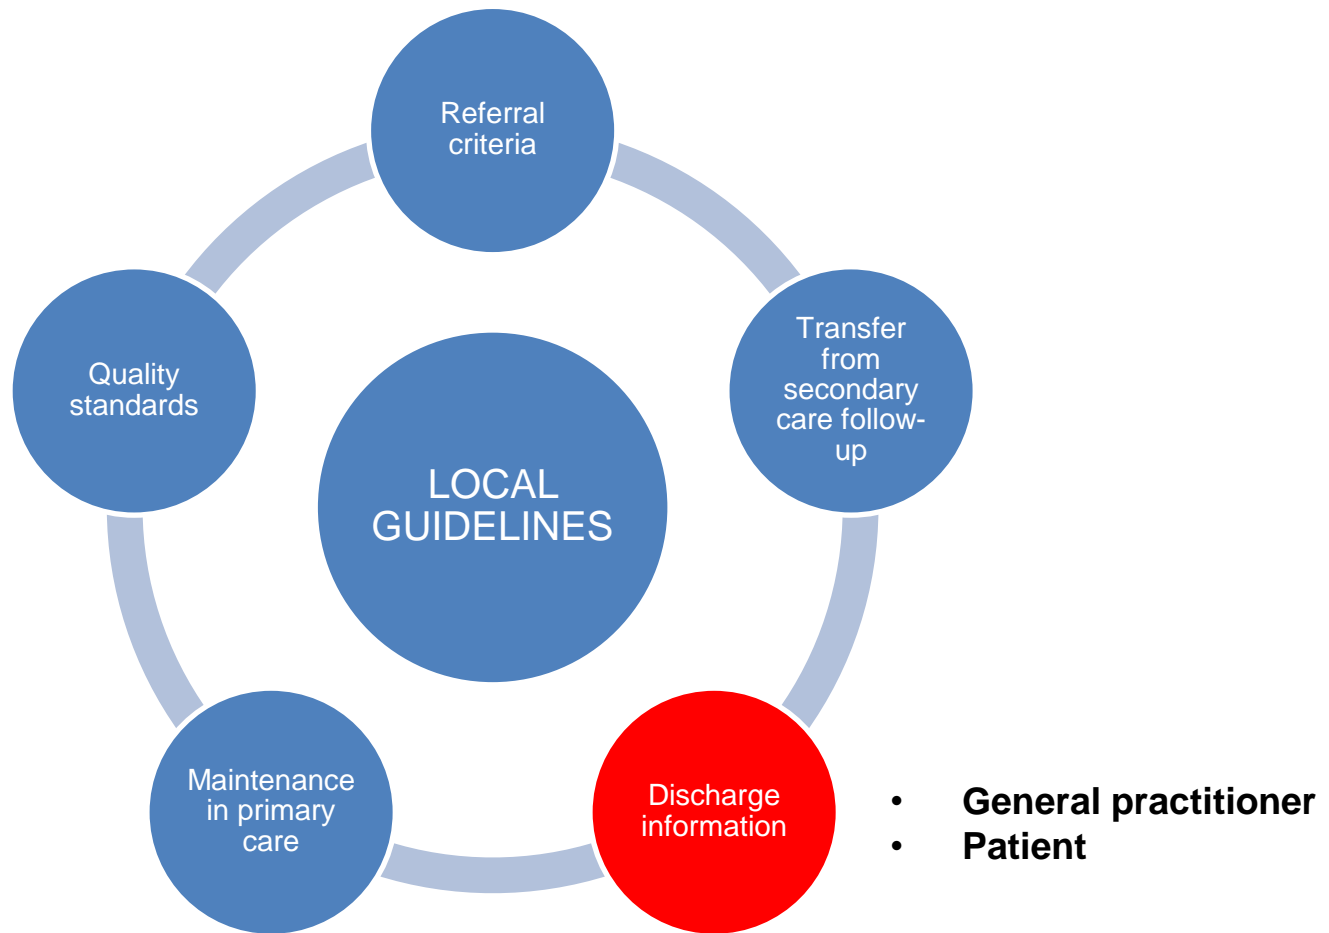 Referral
criteria
Transfer
from
secondary
care follow-
up
Quality
standards
LOCAL
GUIDELINES
Maintenance
in primary
care
Discharge
information
• General practitioner
• Patient